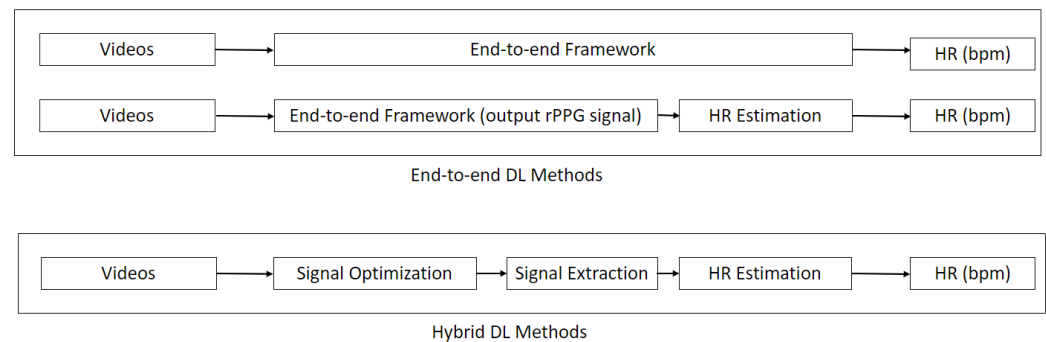 Videos
End-to-end Framework
HR (bpm)
Videos
End-to-end Framework (output rPPG signal)
HR Estimation
HR (bpm)
End-to-end DL Methods
Videos
Signal Optimization
Signal Extraction
HR Estimation
HR (bpm)
Hybrid DL Methods